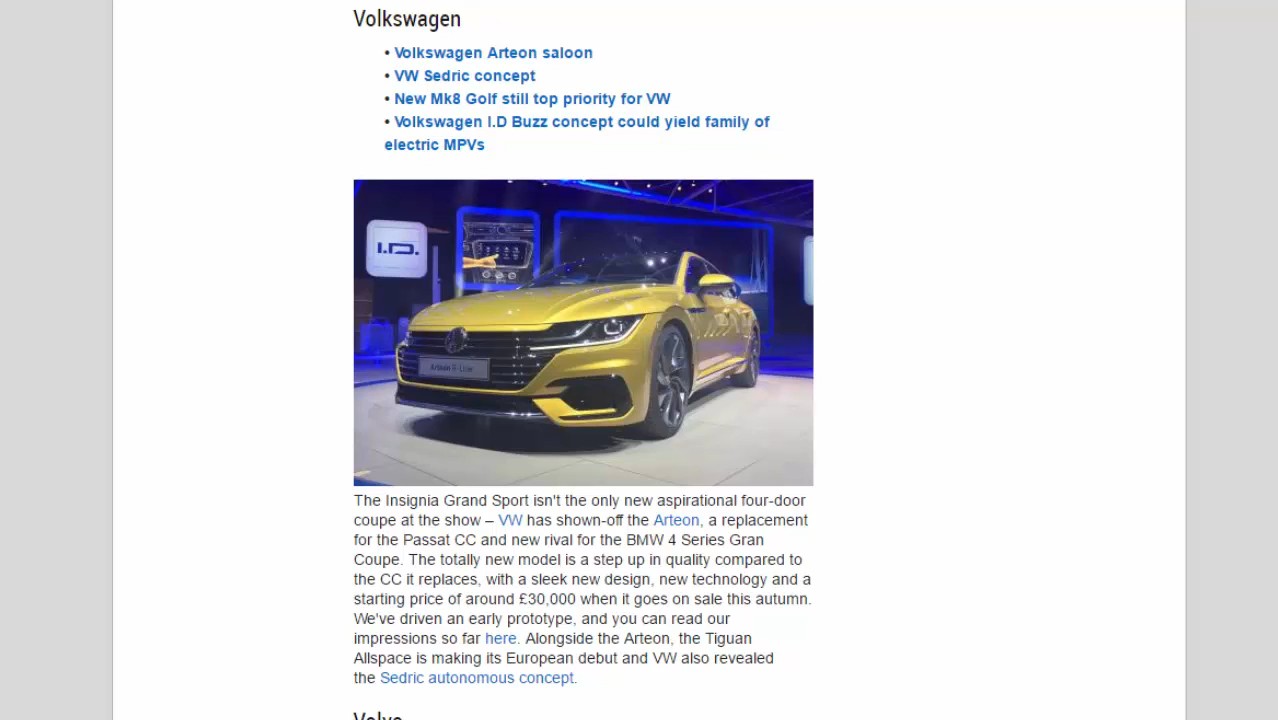 Volkswagen
• Volkswagen Arteon saloon
• VW Sedric concept
• New Mk8 Golf still top priority for VW
• Volkswagen I.D Buzz concept could yield family of
electric MPVs
I.D.
Arteon R-Line
The Insignia Grand Sport isn't the only new aspirational four-door
coupe at the show – VW has shown-off the Arteon, a replacement
for the Passat CC and new rival for the BMW 4 Series Gran
Coupe. The totally new model is a step up in quality compared to
the CC it replaces, with a sleek new design, new technology and a
starting price of around £30,000 when it goes on sale this autumn.
We've driven an early prototype, and you can read our
impressions so far here. Alongside the Arteon, the Tiguan
Allspace is making its European debut and VW also revealed
the Sedric autonomous concept.
Volvo